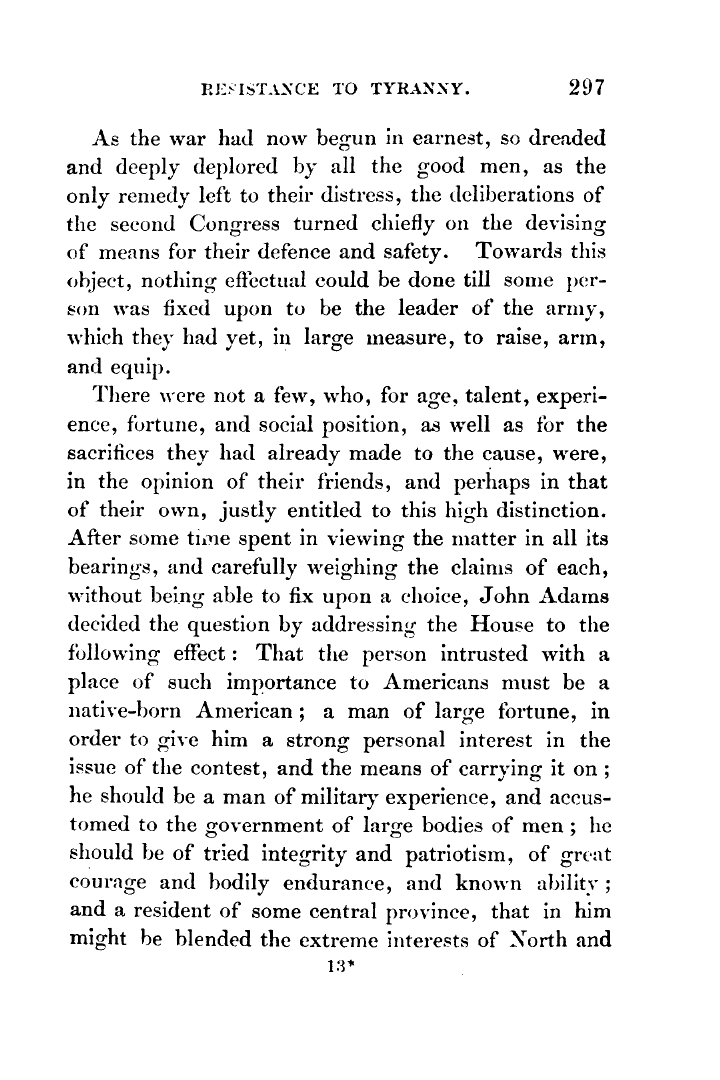 RESISTANCE TO TYRANNY. 297
As the war had now begun in earnest, so dreaded
and deeply deplored by all the good men, as the
only remedy left to their distress, the deliberations of
the second Congress turned chiefly on the devising
of means for their defence and safety. Towards this
object, nothing effectual could be done till some per-
son was fixed upon to be the leader of the army,
which they had yet, in large measure, to raise, arm,
and equip.
There were not a few, who, for age, talent, experi-
ence, fortune, and social position, as well as for the
sacrifices they had already made to the cause, were,
in the opinion of their friends, and perhaps in that
of their own, justly entitled to this high distinction.
After some time spent in viewing the matter in all its
bearings, and carefully weighing the claims of each,
without being able to fix upon a choice, John Adams
decided the question by addressing the House to the
following effect : That the person intrusted with a
place of such importance to Americans must be a
native-born American ; a man of large fortune, in
order to give him a strong personal interest in the
issue of the contest, and the means of carrying it on ;
he should be a man of military experience, and accus-
tomed to the government of large bodies of men ; he
should be of tried integrity and patriotism, of great
courage and bodily endurance, and known ability ;
and a resident of some central province, that in him
might be blended the extreme interests of North and
13*